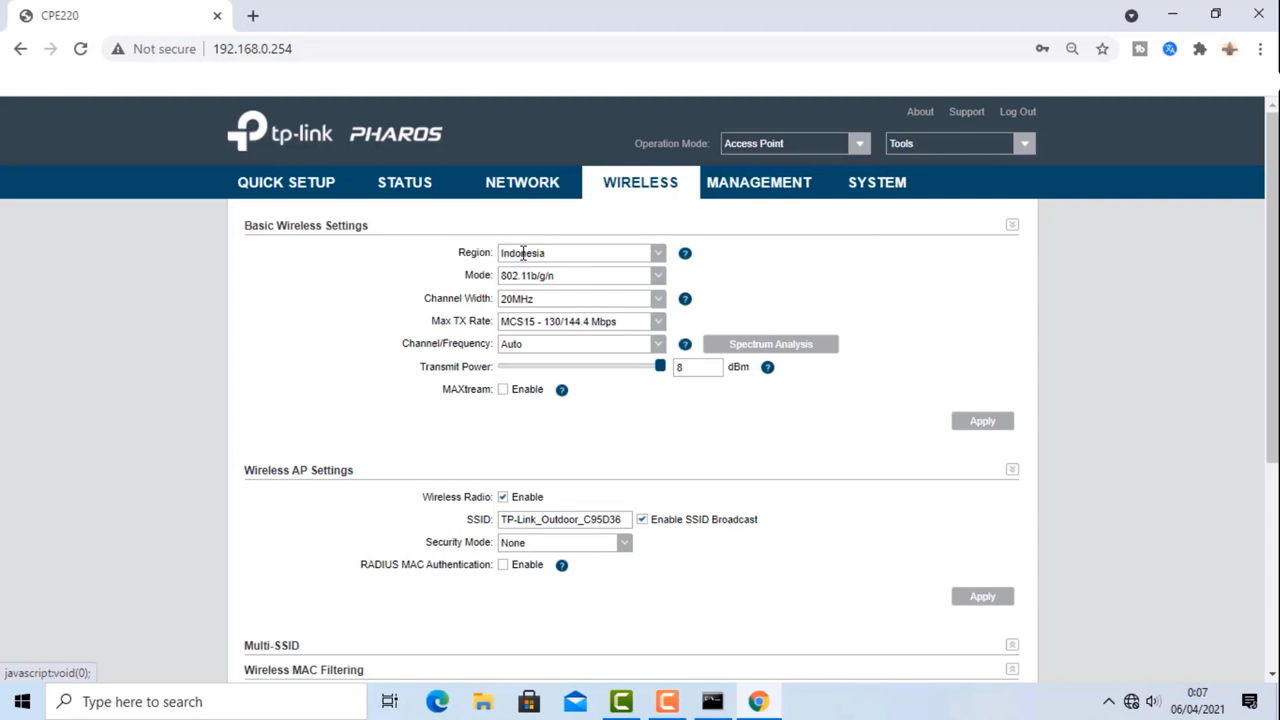 CPE220
Not secure 192.168.0.254
About Support Log Out
tp-link PHAROS
Operation Mode: Access Point Tools
QUICK SETUP STATUS NETWORK WIRELESS MANAGEMENT SYSTEM
Basic Wireless Settings
Region: Indonesia ?
Mode: 802.11b/g/n
Channel Width: 20MHz ?
Max TX Rate: MCS15 - 130/144.4 Mbps
Channel/Frequency: Auto ? Spectrum Analysis
Transmit Power: 8 dBm ?
MAXtream: Enable ?
Apply
Wireless AP Settings
Wireless Radio: Enable
SSID: TP-Link_Outdoor_C95D36 Enable SSID Broadcast
Security Mode: None
RADIUS MAC Authentication: Enable ?
Apply
Multi-SSID
Wireless MAC Filtering
javascript:void(0);
Type here to search
0:07
06/04/2021